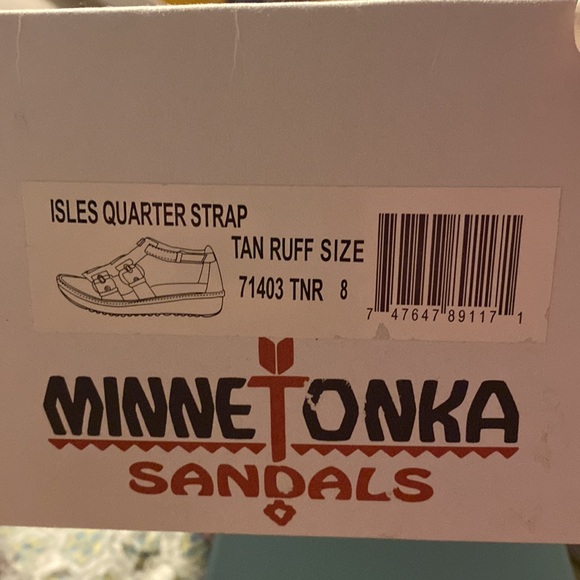 ISLES QUARTER STRAP
TAN RUFF SIZE
71403 TNR 8
7 47647 89117 1
MINNETONKA
SANDALS